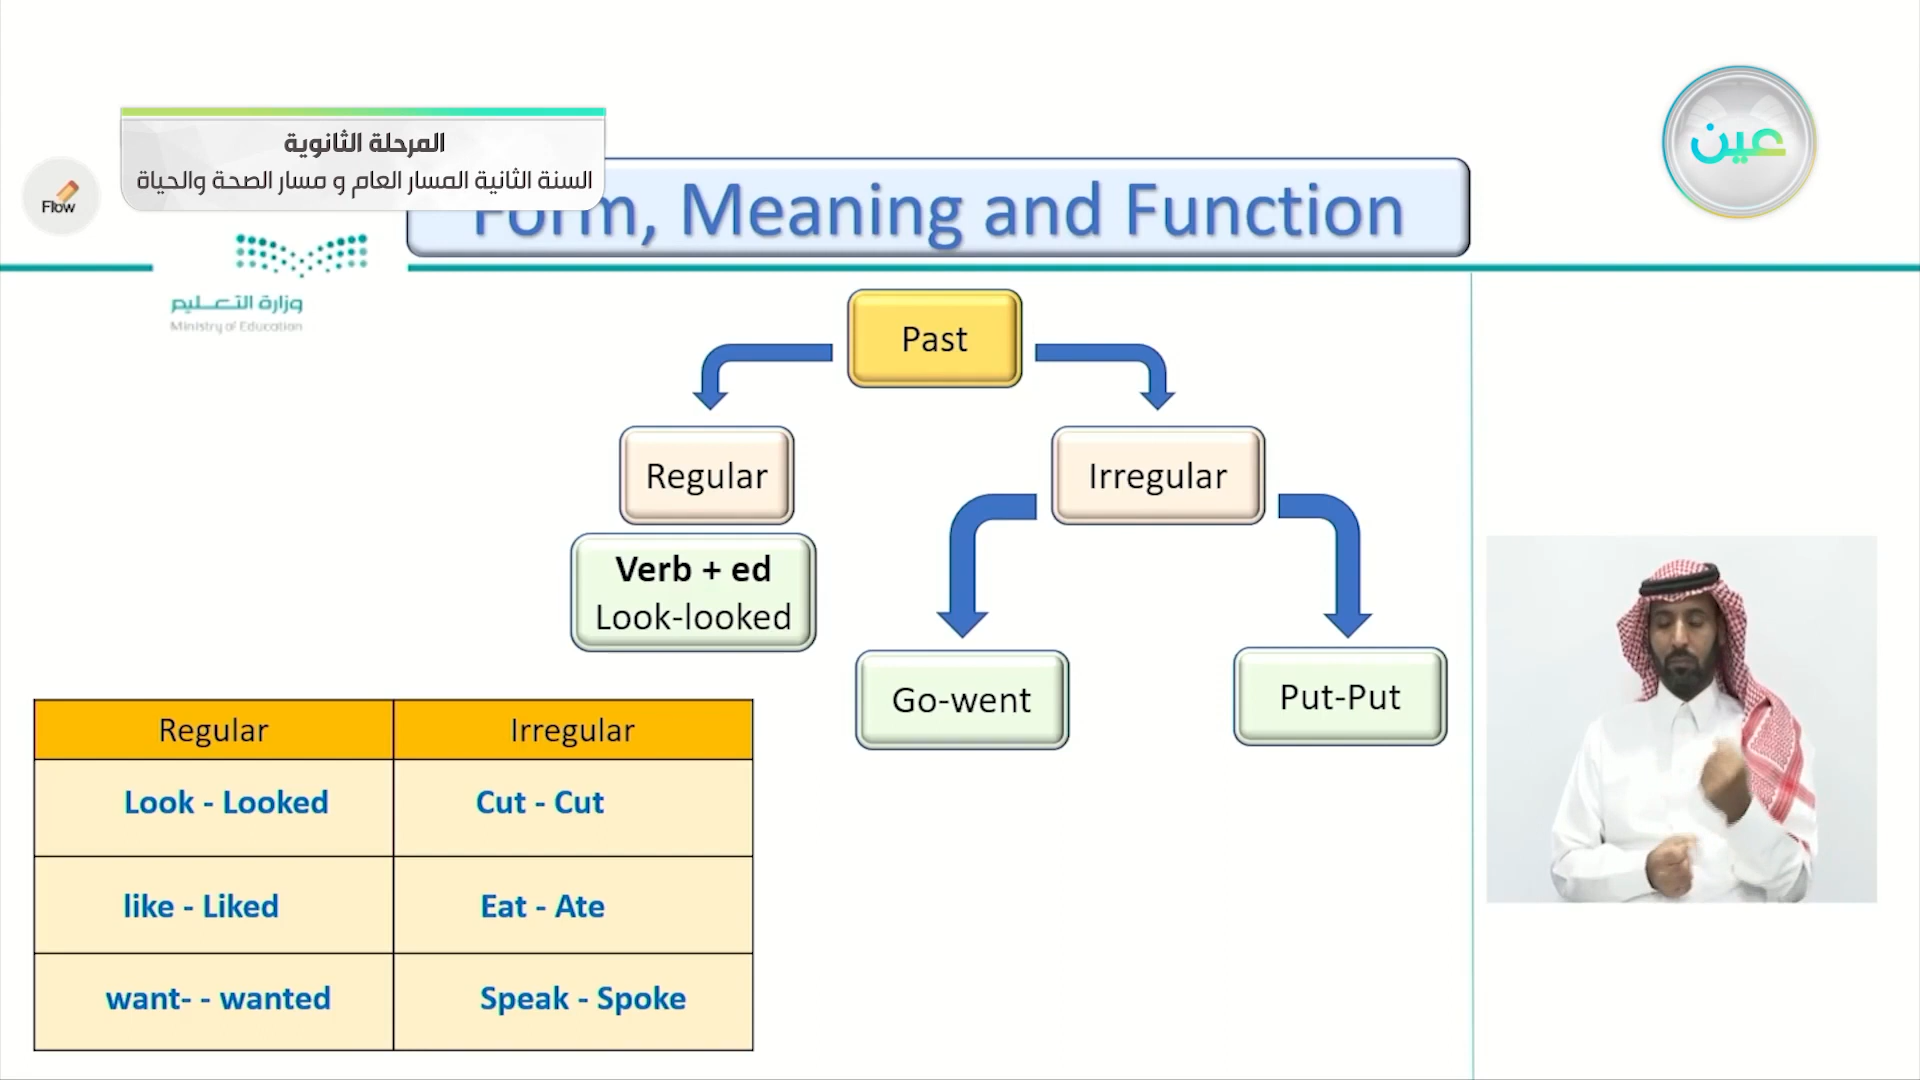 المرحلة الثانوية
السنة الثانية المسار العام و مسار الصحة والحياة
عين
Flow
Form, Meaning and Function
وزارة التعليم
Ministry of Education
Past
Regular
Irregular
Verb + ed
Look-looked
Go-went
Put-Put
Regular
Irregular
Look - Looked
Cut - Cut
like - Liked
Eat - Ate
want- - wanted
Speak - Spoke